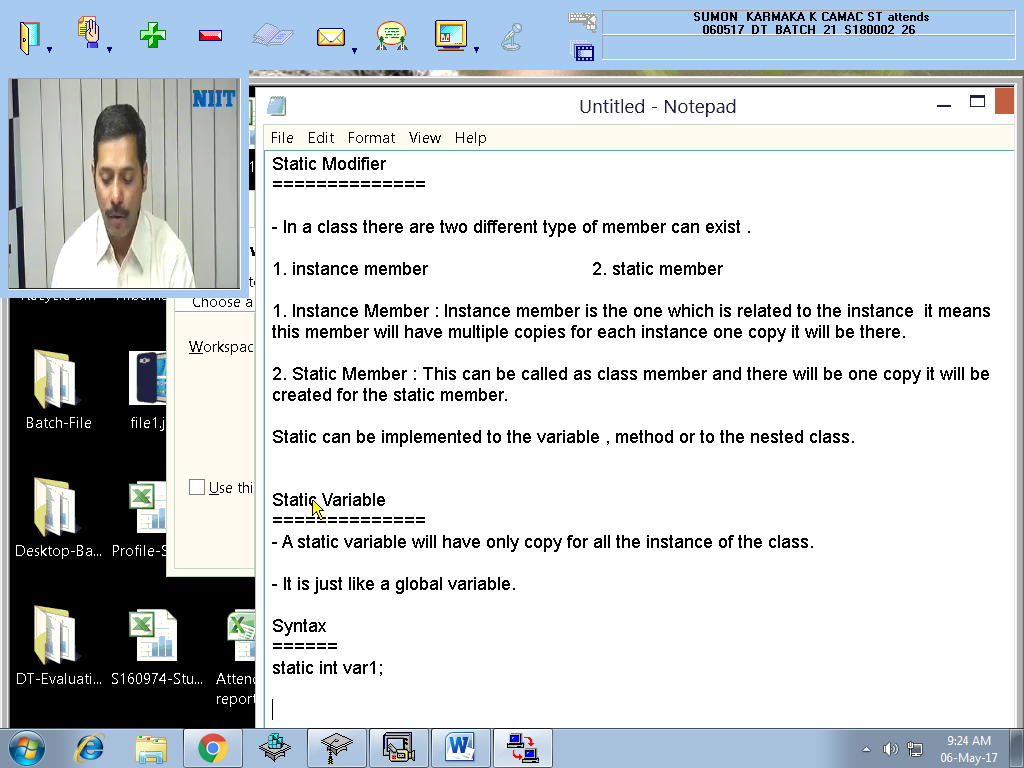 SUMON KARMAKA K CAMAC ST attends
060517 DT BATCH 21 S180002 26
NIIT
Untitled - Notepad
File Edit Format View Help
Static Modifier
==============
- In a class there are two different type of member can exist .
1. instance member 2. static member
1. Instance Member : Instance member is the one which is related to the instance it means
this member will have multiple copies for each instance one copy it will be there.
2. Static Member : This can be called as class member and there will be one copy it will be
created for the static member.
Static can be implemented to the variable , method or to the nested class.
Static Variable
==============
- A static variable will have only copy for all the instance of the class.
- It is just like a global variable.
Syntax
======
static int var1;
Choose a
Workspac
Use thi
Batch-File
file1.j
Desktop-Ba...
Profile-S
DT-Evaluati...
S160974-Stu...
Atten
report
9:24 AM
06-May-17